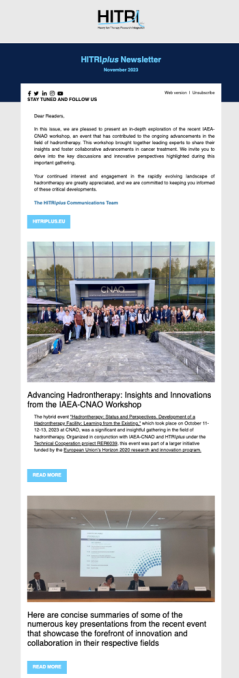 HITRI
HITRIplus Newsletter
November 2023
Web version | Unsubscribe
STAY TUNED AND FOLLOW US
Dear Readers,
In this issue, we are pleased to present an in-depth exploration of the recent IAEA-
CNAO workshop, an event that has contributed to the ongoing advancements in the
field of hadrontherapy. This workshop brought together leading experts to share their
insights and foster collaborative advancements in cancer treatment. We invite you to
delve into the key discussions and innovative perspectives highlighted during this
important gathering.
Your continued interest and engagement in the rapidly evolving landscape of
hadrontherapy are greatly appreciated, and we are committed to keeping you informed
of these critical developments.
The HITRIplus Communications Team
HITRIPLUS.EU
CNAO
Advancing Hadrontherapy: Insights and Innovations
from the IAEA-CNAO Workshop
The hybrid event "Hadrontherapy: Status and Perspectives, Development of a
Hadrontherapy Facility: Learning from the Existing," which took place on October 11-
12-13, 2023 at CNAO, was a significant and insightful gathering in the field of
hadrontherapy. Organized in conjunction with IAEA-CNAO and HITRIplus under the
Technical Cooperation project RER6039, this event was part of a larger initiative
funded by the European Union's Horizon 2020 research and innovation program.
READ MORE
Here are concise summaries of some of the
numerous key presentations from the recent event
that showcase the forefront of innovation and
collaboration in their respective fields
READ MORE